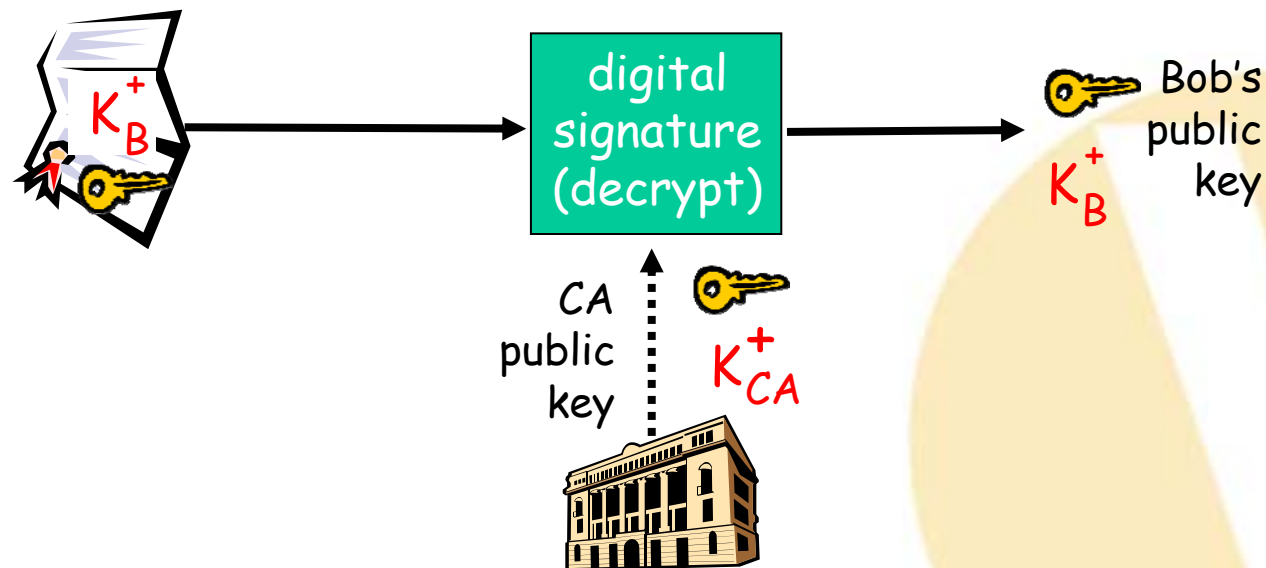 K+B
digital
signature
(decrypt)
Bob's
public
key
K+B
CA
public
key
K+CA